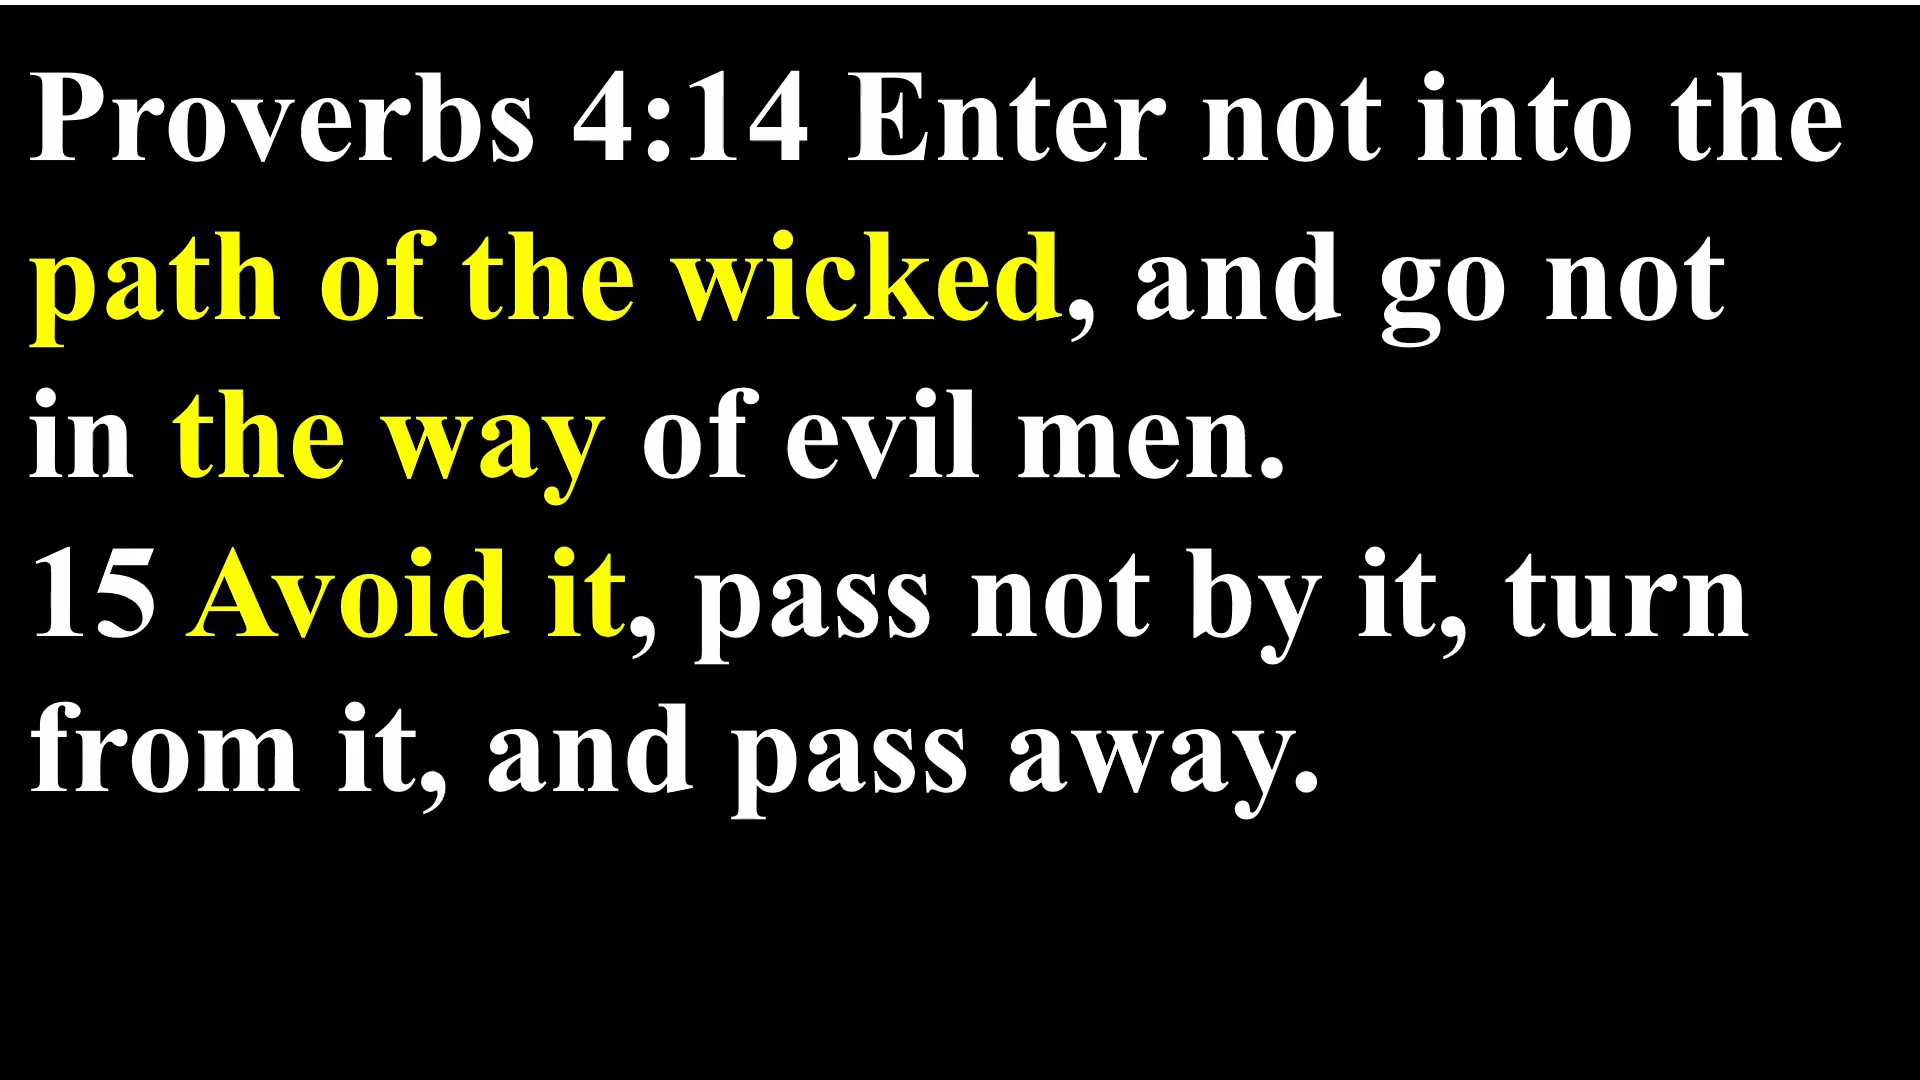 Proverbs 4:14 Enter not into the
path of the wicked, and go not
in the way of evil men.
15 Avoid it, pass not by it, turn
from it, and pass away.